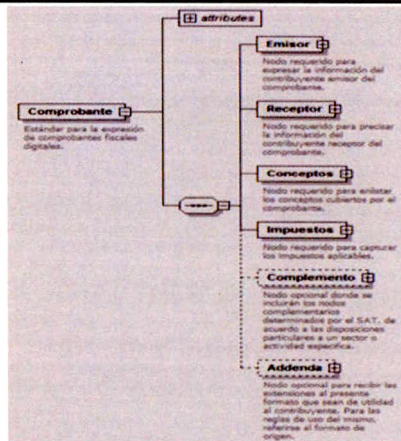 attributes
Emisor
Nodo requerido para
expresar la información del
contribuyente emisor del
comprobante.
Comprobante
Estándar para la expresión
de comprobantes fiscales
digitales.
Receptor
Nodo requerido para precisar
la información del
contribuyente receptor del
comprobante.
Conceptos
Nodo requerido para enlistar
los conceptos cubiertos por el
comprobante.
Impuestos
Nodo requerido para capturar
los impuestos aplicables.
Complemento
Nodo opcional donde se
incluirán los nodos
complementarios
determinados por el SAT, de
acuerdo a las disposiciones
particulares a un sector o
actividad especifica.
Addenda
Nodo opcional para recibir las
extensiones al presente
formato que sean de utilidad
al contribuyente. Para las
reglas de uso del mismo,
referirse al formato de
origen.